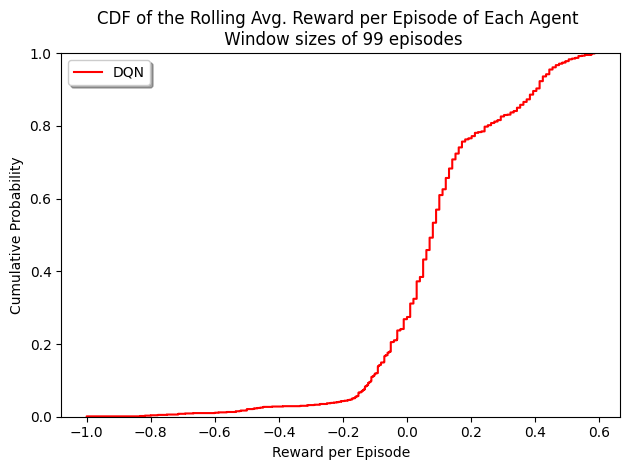 CDF of the Rolling Avg. Reward per Episode of Each Agent
Window sizes of 99 episodes
DQN
1.0
0.8
0.6
0.4
0.2
0.0
Cumulative Probability
−1.0 −0.8 −0.6 −0.4 −0.2 0.0 0.2 0.4 0.6
Reward per Episode